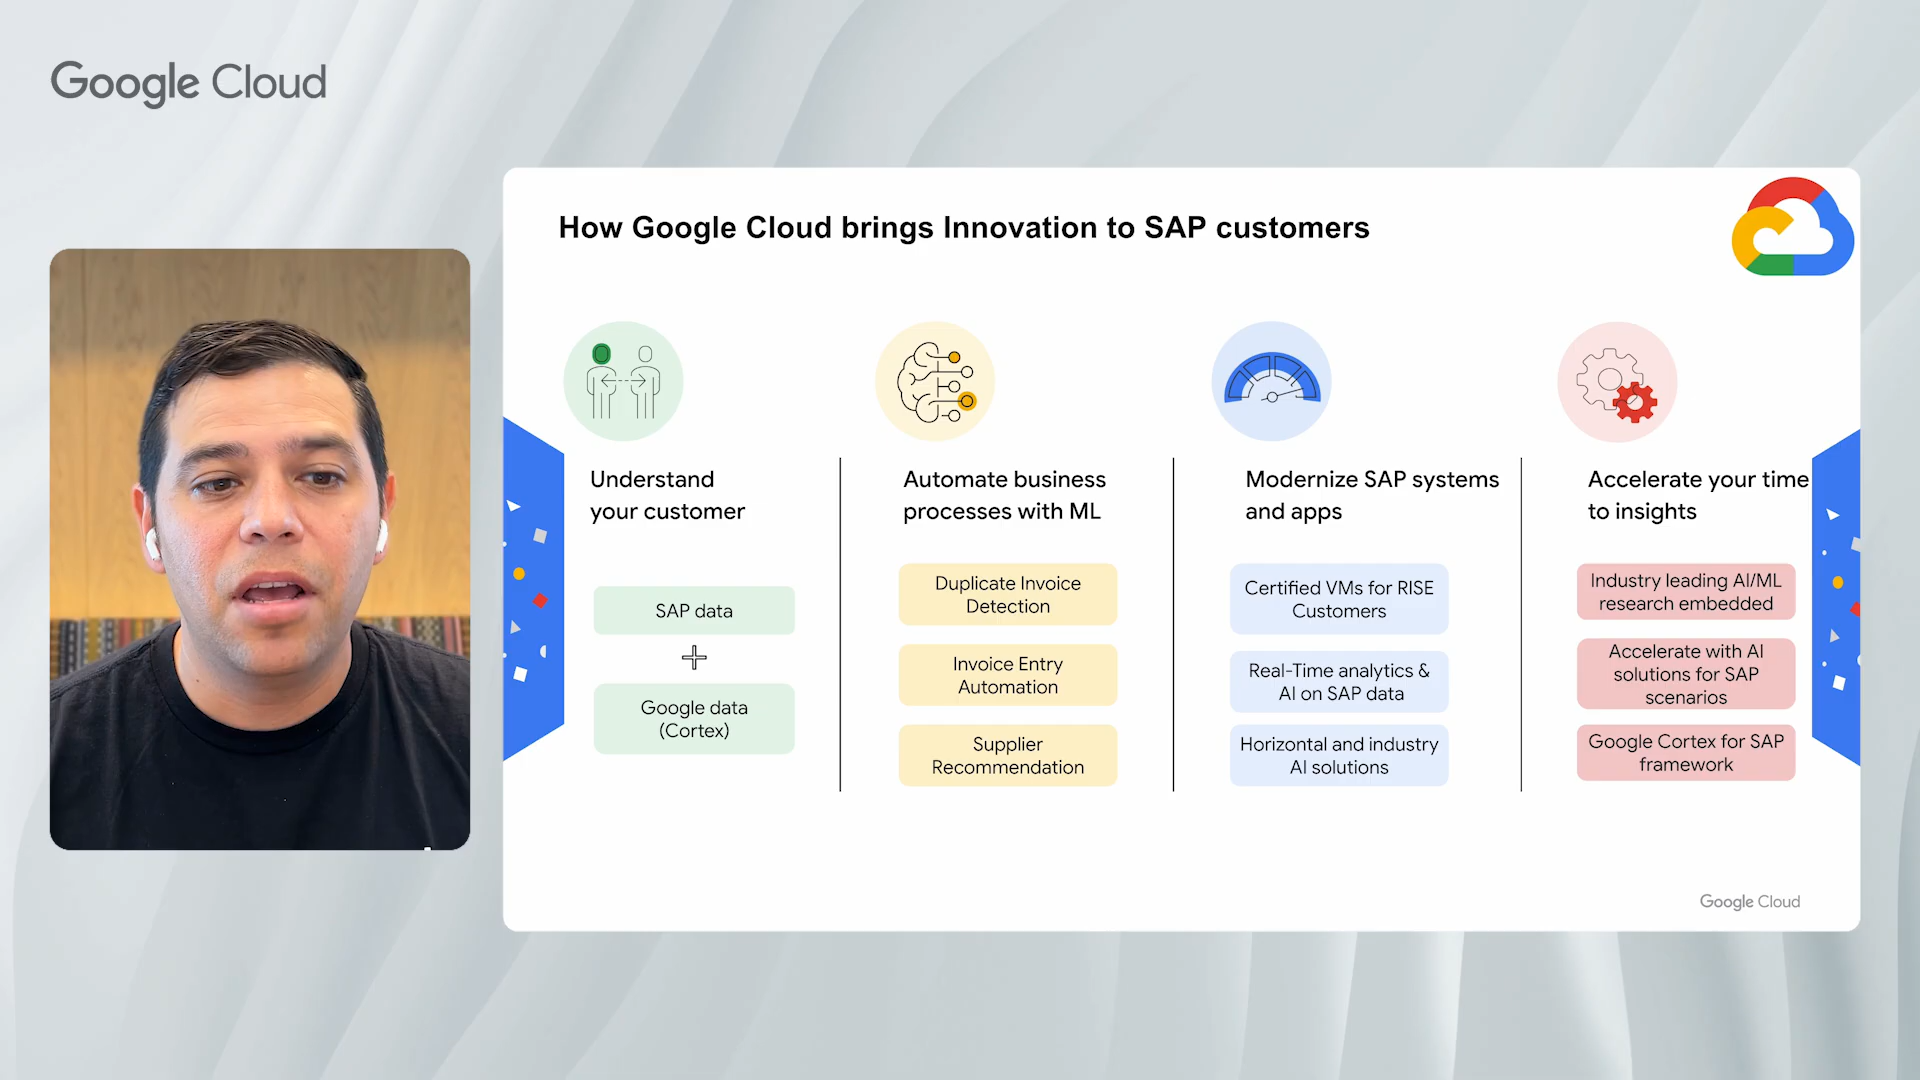 Google Cloud
How Google Cloud brings Innovation to SAP customers
Understand
your customer
SAP data
Google data
(Cortex)
Automate business
processes with ML
Duplicate Invoice
Detection
Invoice Entry
Automation
Supplier
Recommendation
Modernize SAP systems
and apps
Certified VMs for RISE
Customers
Real-Time analytics &
AI on SAP data
Horizontal and industry
AI solutions
Accelerate your time
to insights
Industry leading AI/ML
research embedded
Accelerate with AI
solutions for SAP
scenarios
Google Cortex for SAP
framework
Google Cloud